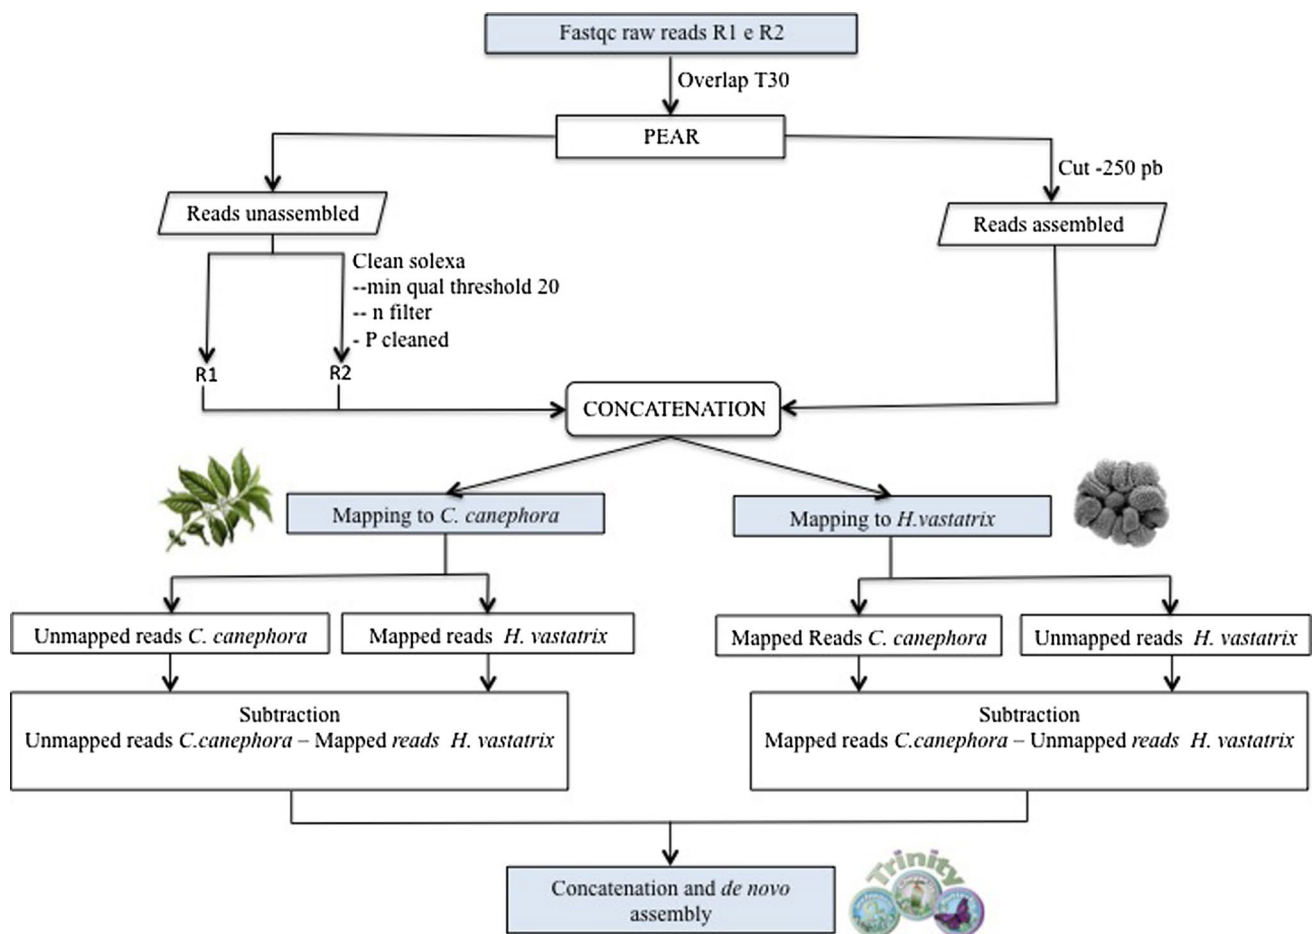 Fastqc raw reads R1 e R2
Overlap T30
PEAR
Cut -250 pb
Reads unassembled
Reads assembled
Clean solexa
--min qual threshold 20
-- n filter
- P cleaned
R1
R2
CONCATENATION
Mapping to C. canephora
Mapping to H.vastatrix
Unmapped reads C. canephora
Mapped reads H. vastatrix
Mapped Reads C. canephora
Unmapped reads H. vastatrix
Subtraction
Unmapped reads C.canephora – Mapped reads H. vastatrix
Subtraction
Mapped reads C.canephora – Unmapped reads H. vastatrix
Concatenation and de novo
assembly
Trinity